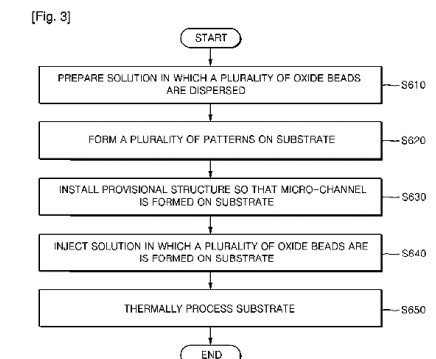 [Fig. 3]
START
PREPARE SOLUTION IN WHICH A PLURALITY OF OXIDE BEADS
ARE DISPERSED
S610
FORM A PLURALITY OF PATTERNS ON SUBSTRATE
S620
INSTALL PROVISIONAL STRUCTURE SO THAT MICRO-CHANNEL
IS FORMED ON SUBSTRATE
S630
INJECT SOLUTION IN WHICH A PLURALITY OF OXIDE BEADS ARE
IS FORMED ON SUBSTRATE
S640
THERMALLY PROCESS SUBSTRATE
S650
END